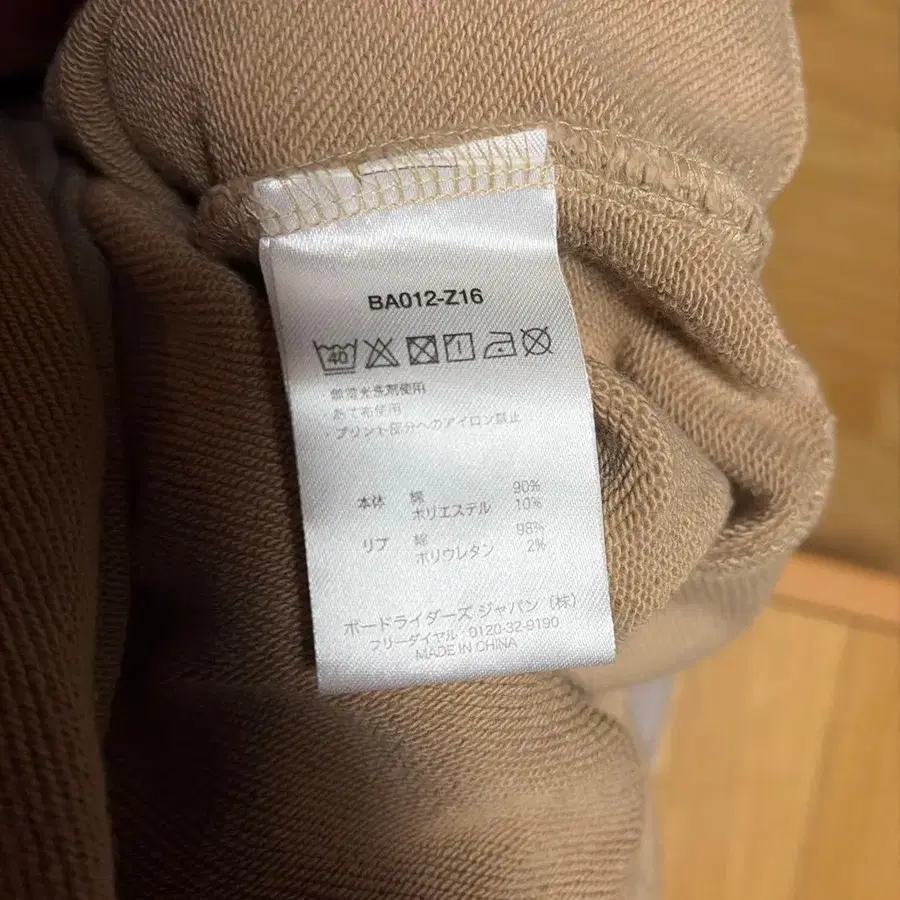 BA012-Z16
40
・無蛍光洗剤使用
・あて布使用
・プリント部分へのアイロン禁止
本体 綿 90%
ポリエステル 10%
リブ 綿 98%
ポリウレタン 2%
ボードライダーズ ジャパン（株）
フリーダイヤル：0120-32-9190
MADE IN CHINA